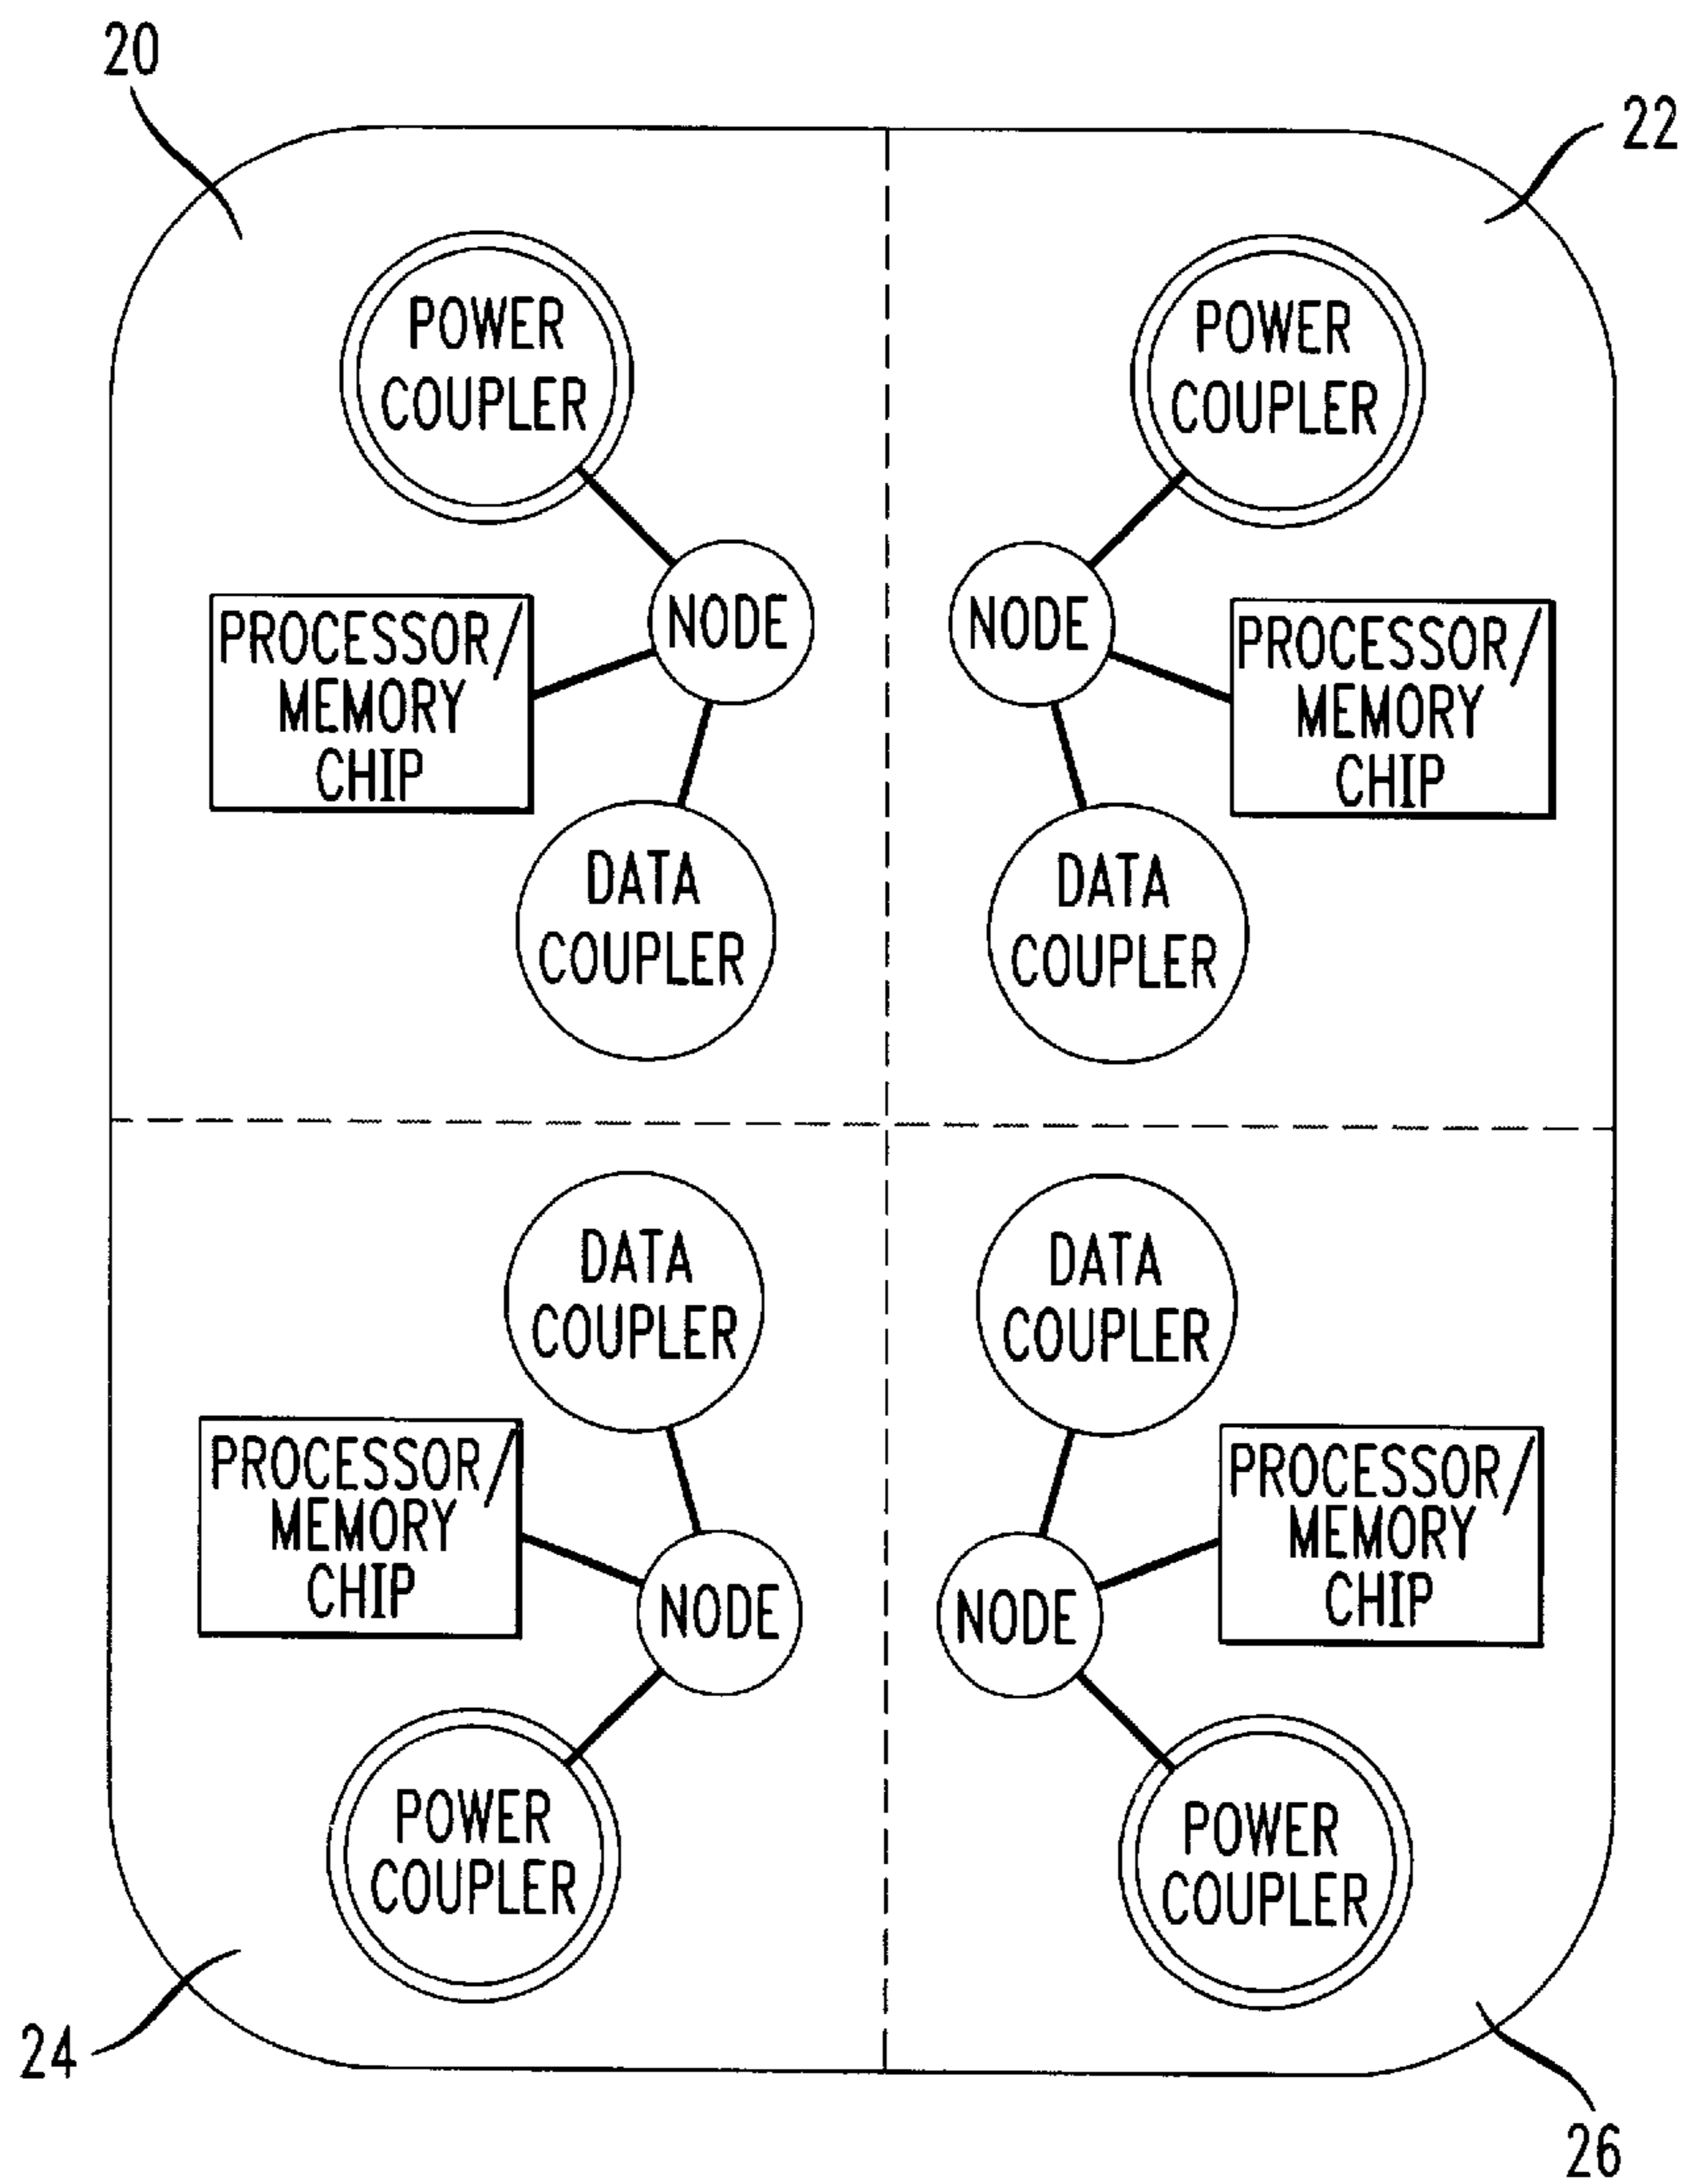 20
22
POWER
COUPLER
POWER
COUPLER
NODE
NODE
PROCESSOR/
MEMORY
CHIP
PROCESSOR/
MEMORY
CHIP
DATA
COUPLER
DATA
COUPLER
DATA
COUPLER
DATA
COUPLER
PROCESSOR/
MEMORY
CHIP
PROCESSOR/
MEMORY
CHIP
NODE
NODE
POWER
COUPLER
POWER
COUPLER
24
26